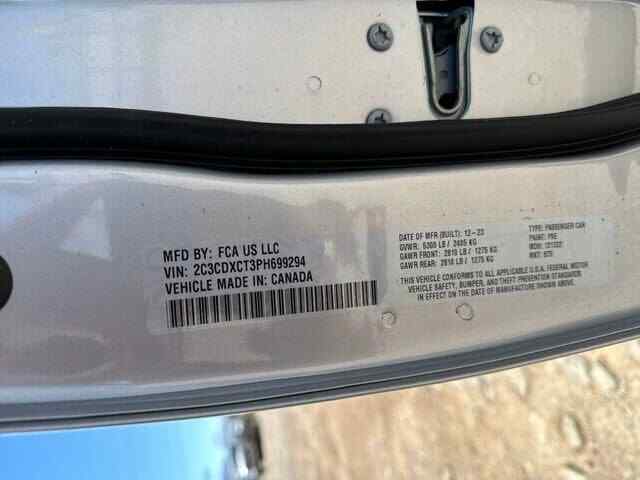 MFD BY: FCA US LLC
VIN: 2C3CDXCT3PH699294
VEHICLE MADE IN: CANADA
DATE OF MFR (BUILT): 12-23
GVWR: 5300 LB / 2405 KG
GAWR FRONT: 2810 LB / 1275 KG
GAWR REAR: 2810 LB / 1275 KG
TYPE: PASSENGER CAR
PAINT:
MDH:
MKT:
THIS VEHICLE CONFORMS TO ALL APPLICABLE U.S.A. FEDERAL MOTOR
VEHICLE SAFETY, BUMPER, AND THEFT PREVENTION STANDARDS
IN EFFECT ON THE DATE OF MANUFACTURE SHOWN ABOVE.